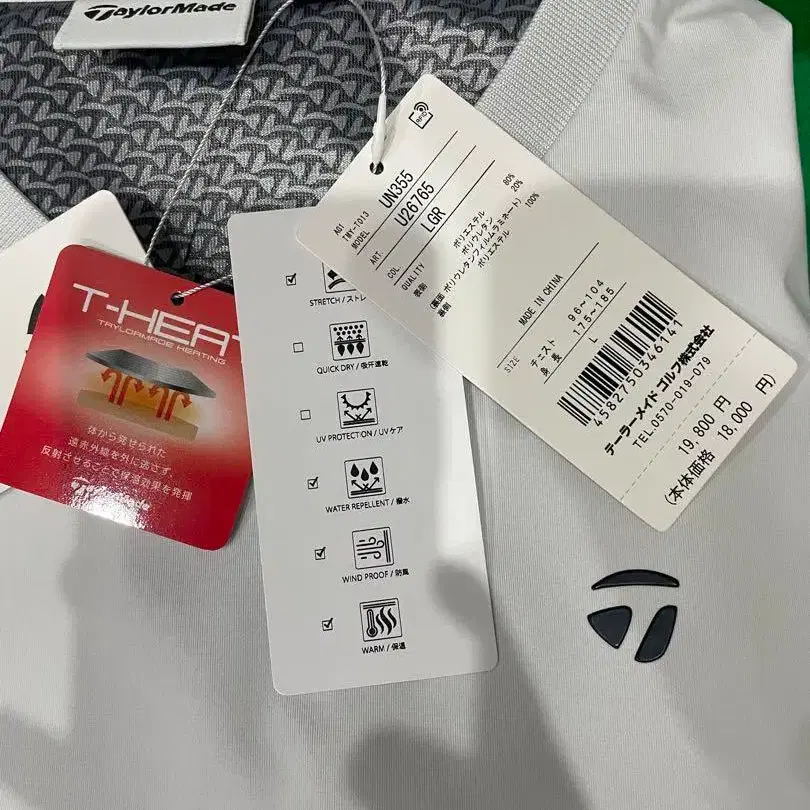 TaylorMade
T-HEAT
TAYLORMADE HEATING
体から発せられた
遠赤外線を外に逃さず、
反射させることで保温効果を発揮
TaylorMade
STRETCH / ストレ
QUICK DRY / 吸汗速乾
UV PROTECTION / UVケア
WATER REPELLENT / 撥水
WIND PROOF / 防風
WARM / 保温
RFID
AG1
TMY-T013
MODEL UN355
ART. U26765
COL. LGR
QUALITY
表側 ポリエステル 80%
ポリウレタン 20%
(裏面 ポリウレタンフィルムラミネート)
裏側 ポリエステル 100%
MADE IN CHINA
SIZE
チェスト 96~104
身長 175~185
L
4582750346141
テーラーメイド ゴルフ株式会社
TEL:0570-019-079
19,800 円
(本体価格 18,000 円)